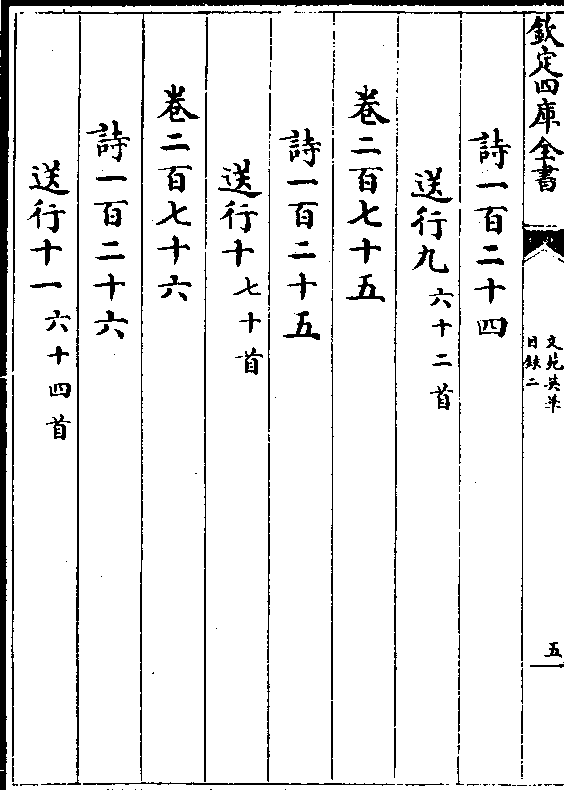 欽定四庫全書
文苑英華
目錄二
五
詩一百二十四
送行九六十二首
卷二百七十五
詩一百二十五
送行十七十首
卷二百七十六
詩一百二十六
送行十一六十四首